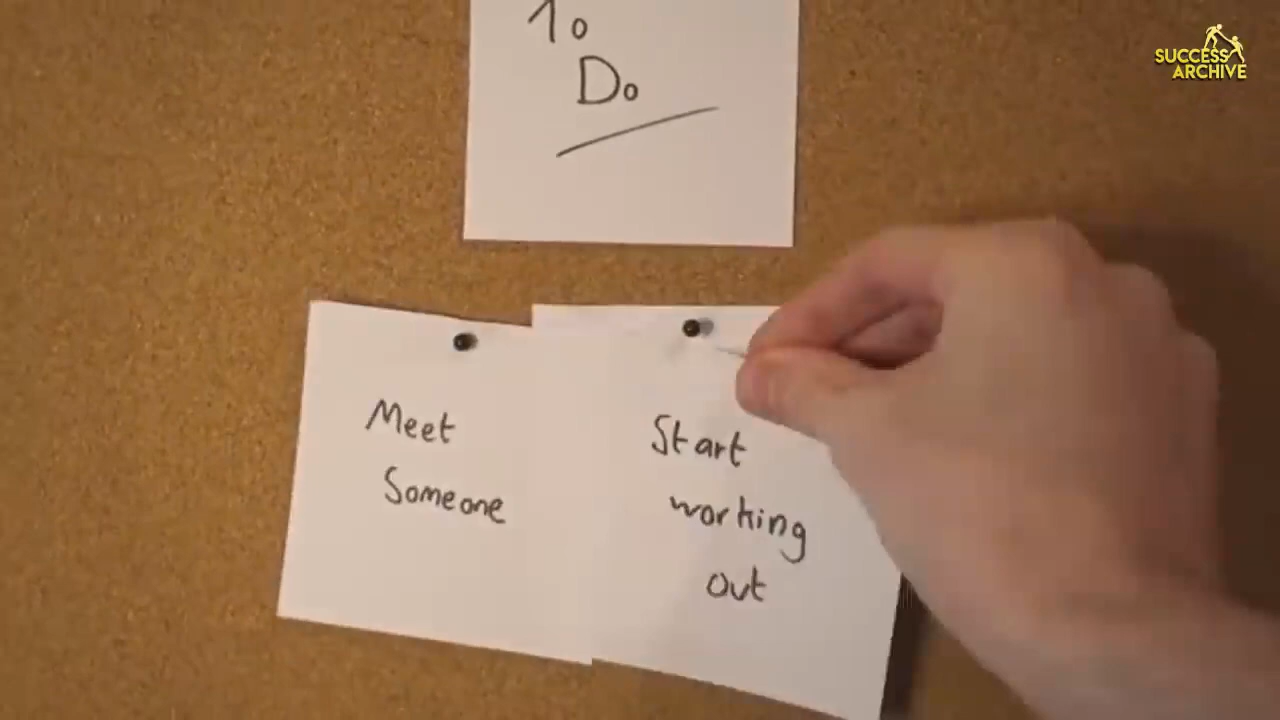 To
Do
SUCCESS
ARCHIVE
Meet
Someone
Start
working
out